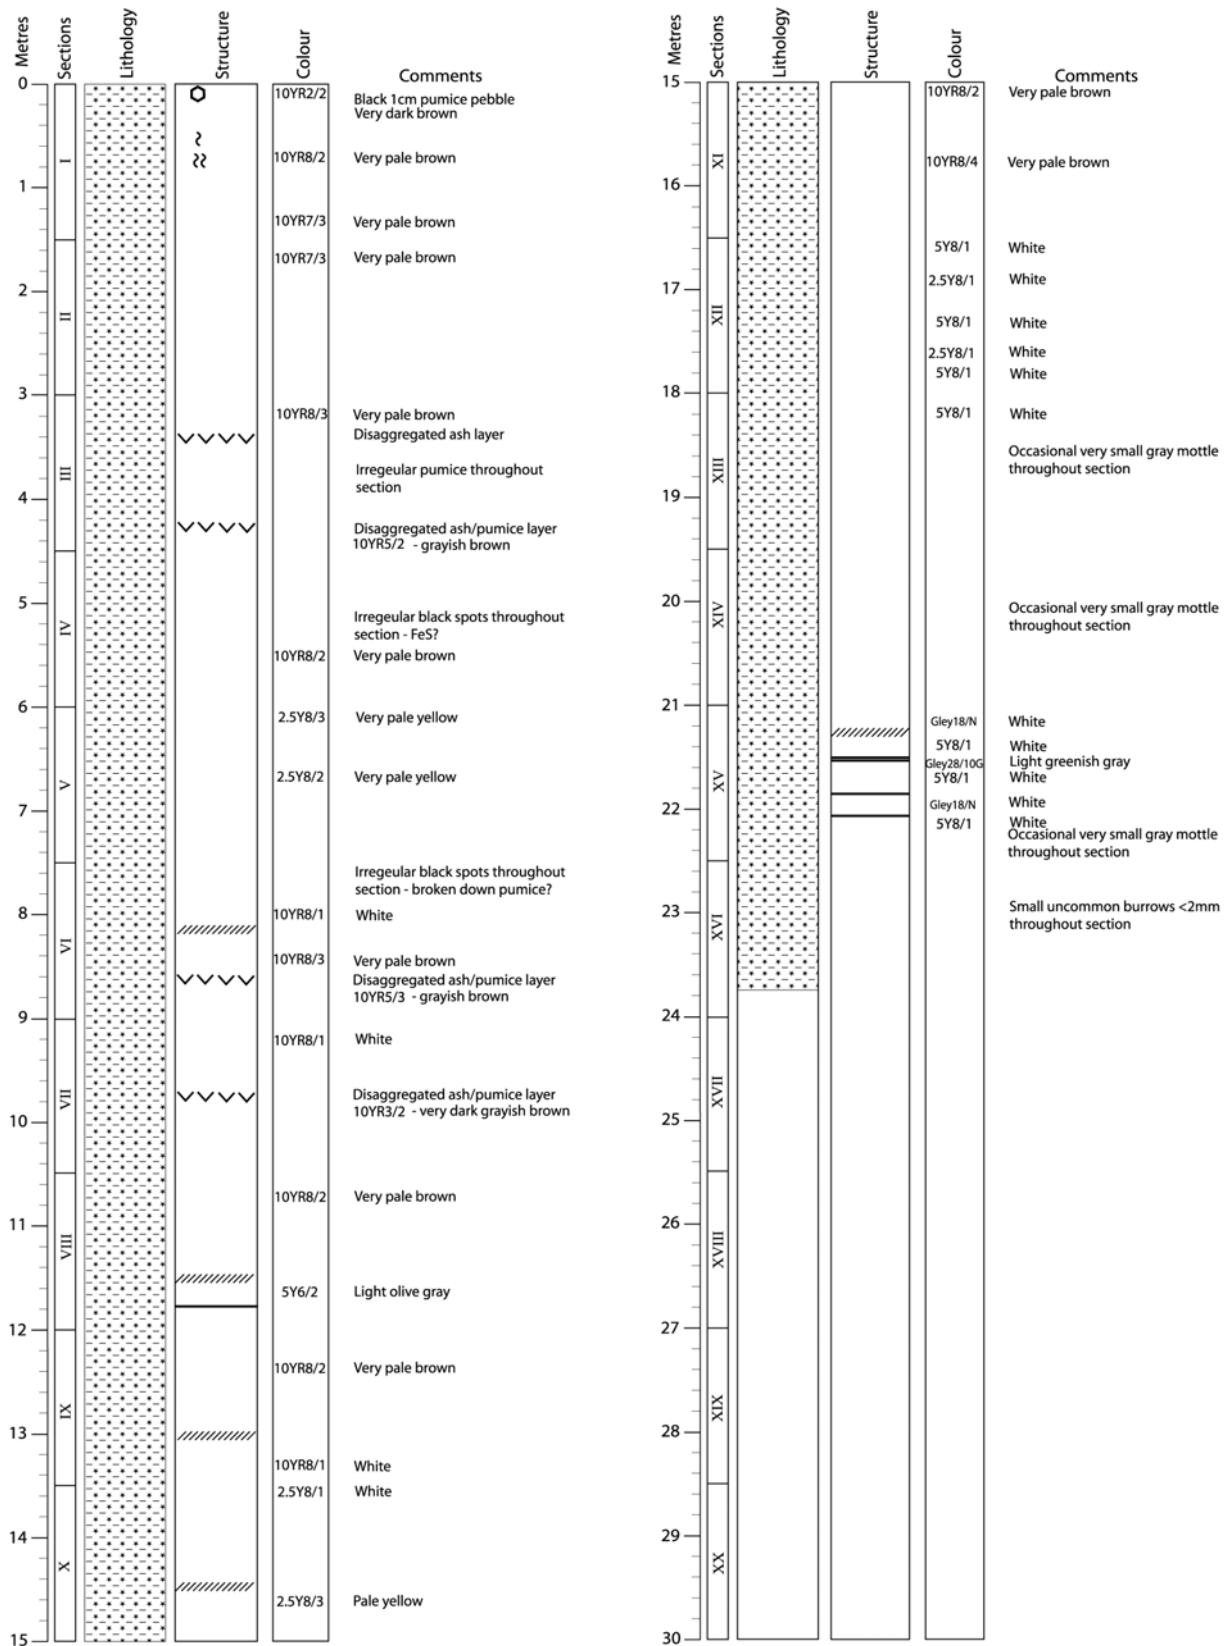 Metres
Sections
Lithology
Structure
Colour
Comments
0
1
2
3
4
5
6
7
8
9
10
11
12
13
14
15
I
II
III
IV
V
VI
VII
VIII
IX
X
10YR2/2
Black 1cm pumice pebble
Very dark brown
10YR8/2 Very pale brown
10YR7/3 Very pale brown
10YR7/3 Very pale brown
10YR8/3 Very pale brown
Disaggregated ash layer
Irregeular pumice throughout
section
Disaggregated ash/pumice layer
10YR5/2 - grayish brown
Irregeular black spots throughout
section - FeS?
10YR8/2 Very pale brown
2.5Y8/3 Very pale yellow
2.5Y8/2 Very pale yellow
Irregeular black spots throughout
section - broken down pumice?
10YR8/1 White
10YR8/3 Very pale brown
Disaggregated ash/pumice layer
10YR5/3 - grayish brown
10YR8/1 White
Disaggregated ash/pumice layer
10YR3/2 - very dark grayish brown
10YR8/2 Very pale brown
5Y6/2 Light olive gray
10YR8/2 Very pale brown
10YR8/1 White
2.5Y8/1 White
2.5Y8/3 Pale yellow
Metres
Sections
Lithology
Structure
Colour
Comments
15
16
17
18
19
20
21
22
23
24
25
26
27
28
29
30
XI
XII
XIII
XIV
XV
XVI
XVII
XVIII
XIX
XX
10YR8/2 Very pale brown
10YR8/4 Very pale brown
5Y8/1 White
2.5Y8/1 White
5Y8/1 White
2.5Y8/1 White
5Y8/1 White
5Y8/1 White
Occasional very small gray mottle
throughout section
Occasional very small gray mottle
throughout section
Gley18/N White
5Y8/1 White
Gley28/10G Light greenish gray
5Y8/1 White
Gley18/N White
5Y8/1 White
Occasional very small gray mottle
throughout section
Small uncommon burrows <2mm
throughout section